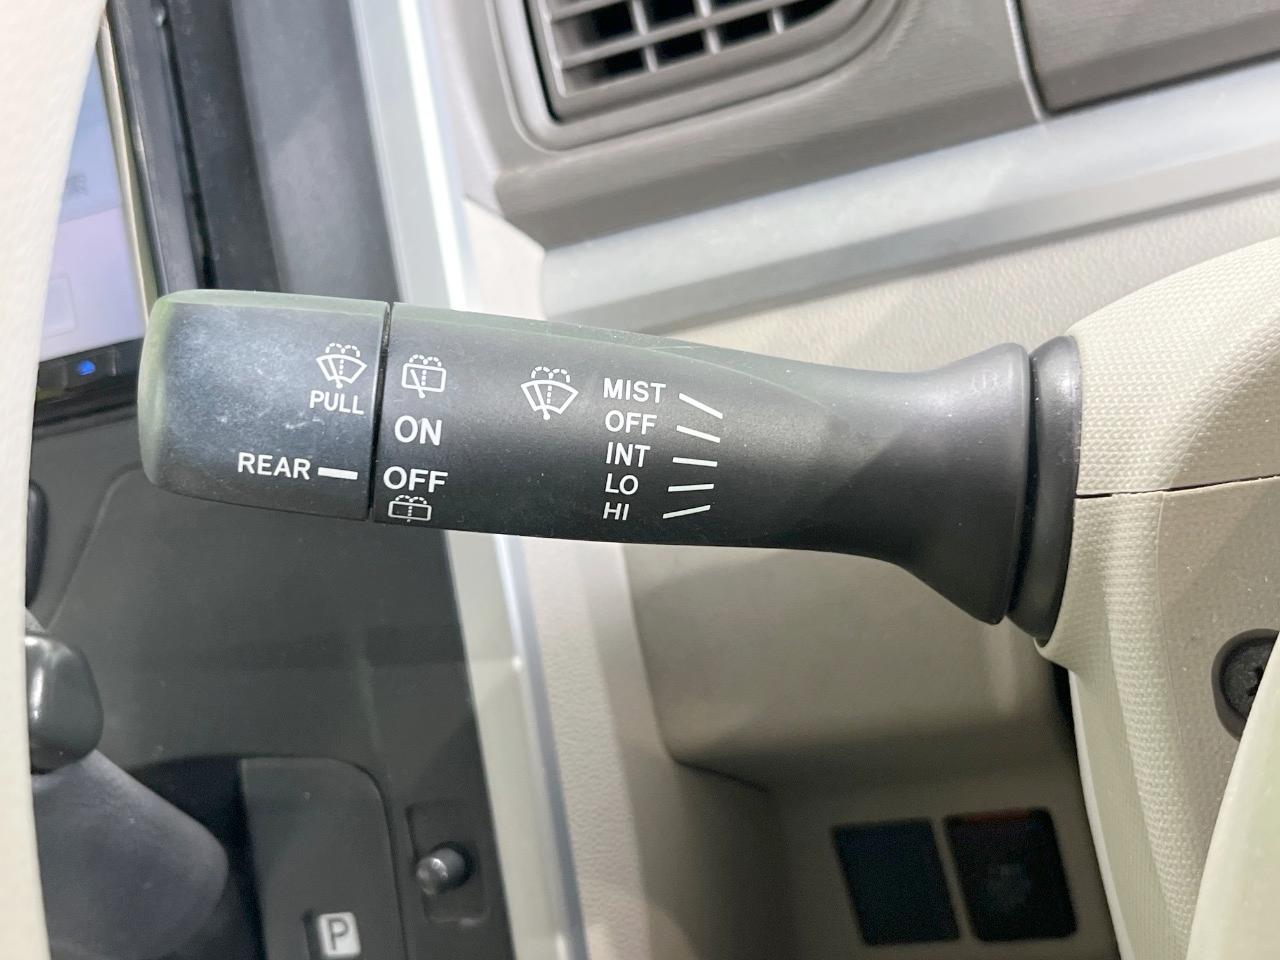 PULL
REAR
ON
OFF
MIST
OFF
INT
LO
HI
P